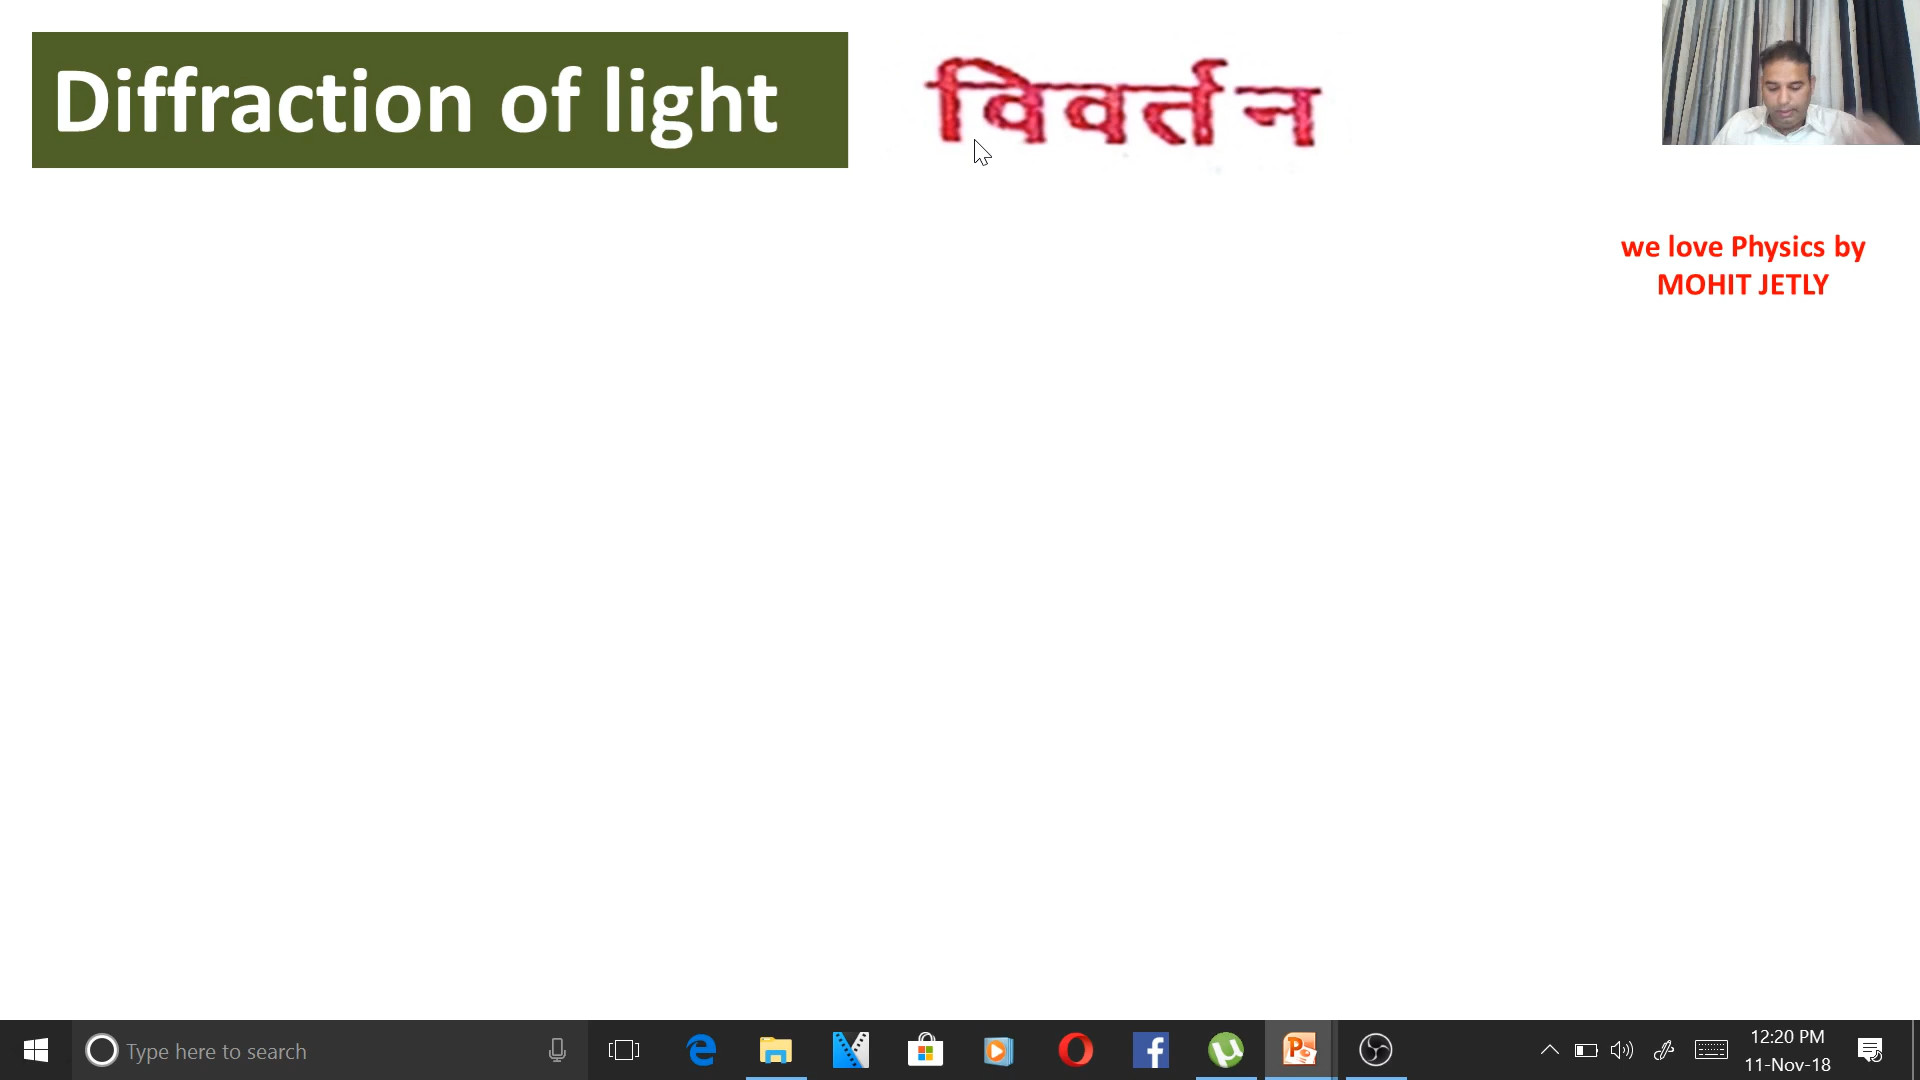 Diffraction of light
विवर्तन
we love Physics by
MOHIT JETLY
Type here to search
12:20 PM
11-Nov-18